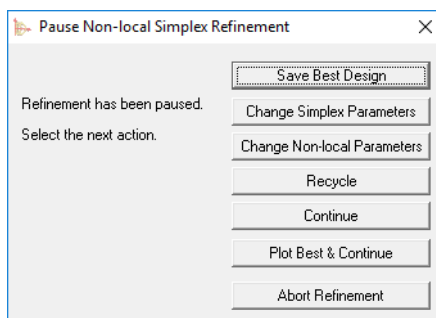 Pause Non-local Simplex Refinement
Save Best Design
Refinement has been paused.
Change Simplex Parameters
Select the next action.
Change Non-local Parameters
Recycle
Continue
Plot Best & Continue
Abort Refinement